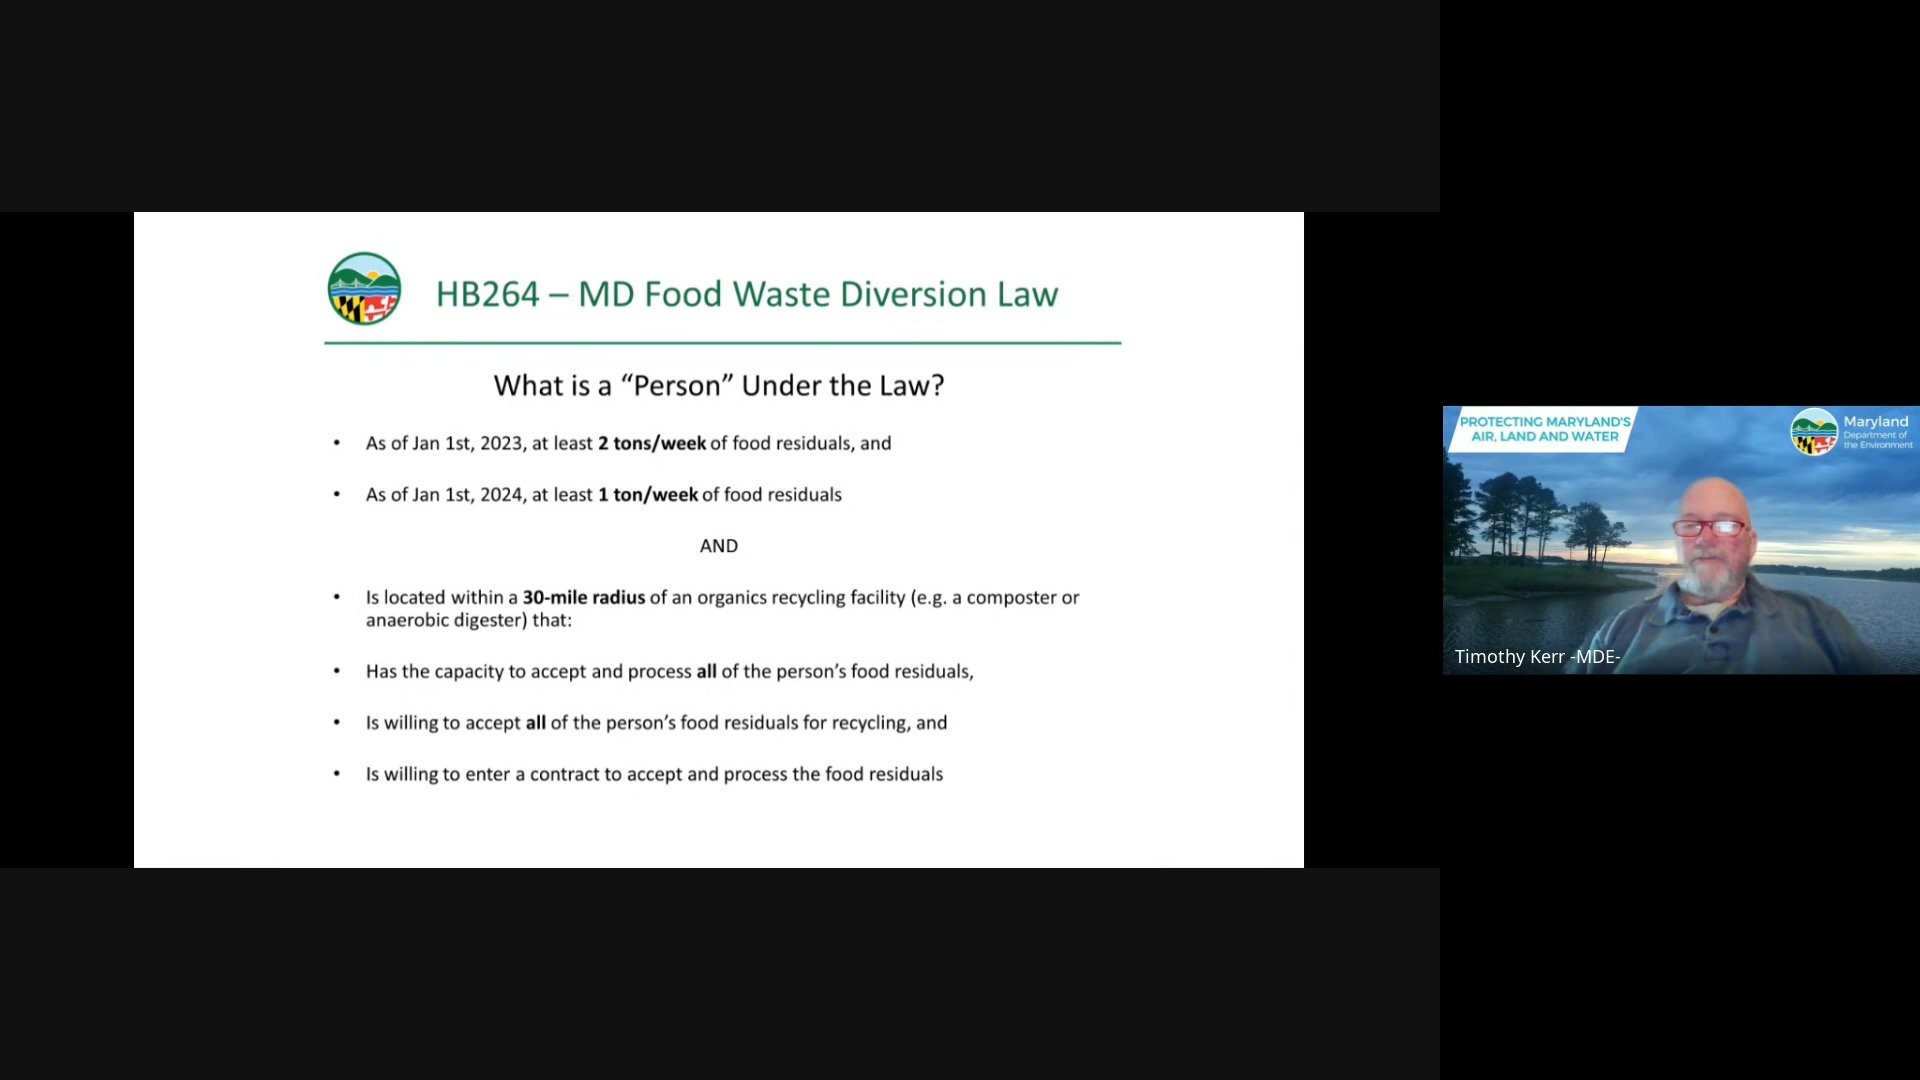 HB264 – MD Food Waste Diversion Law
What is a “Person” Under the Law?
• As of Jan 1st, 2023, at least 2 tons/week of food residuals, and
• As of Jan 1st, 2024, at least 1 ton/week of food residuals
AND
• Is located within a 30-mile radius of an organics recycling facility (e.g. a composter or
anaerobic digester) that:
• Has the capacity to accept and process all of the person’s food residuals,
• Is willing to accept all of the person’s food residuals for recycling, and
• Is willing to enter a contract to accept and process the food residuals
PROTECTING MARYLAND'S
AIR, LAND AND WATER
Maryland
Department of
the Environment
Timothy Kerr -MDE-